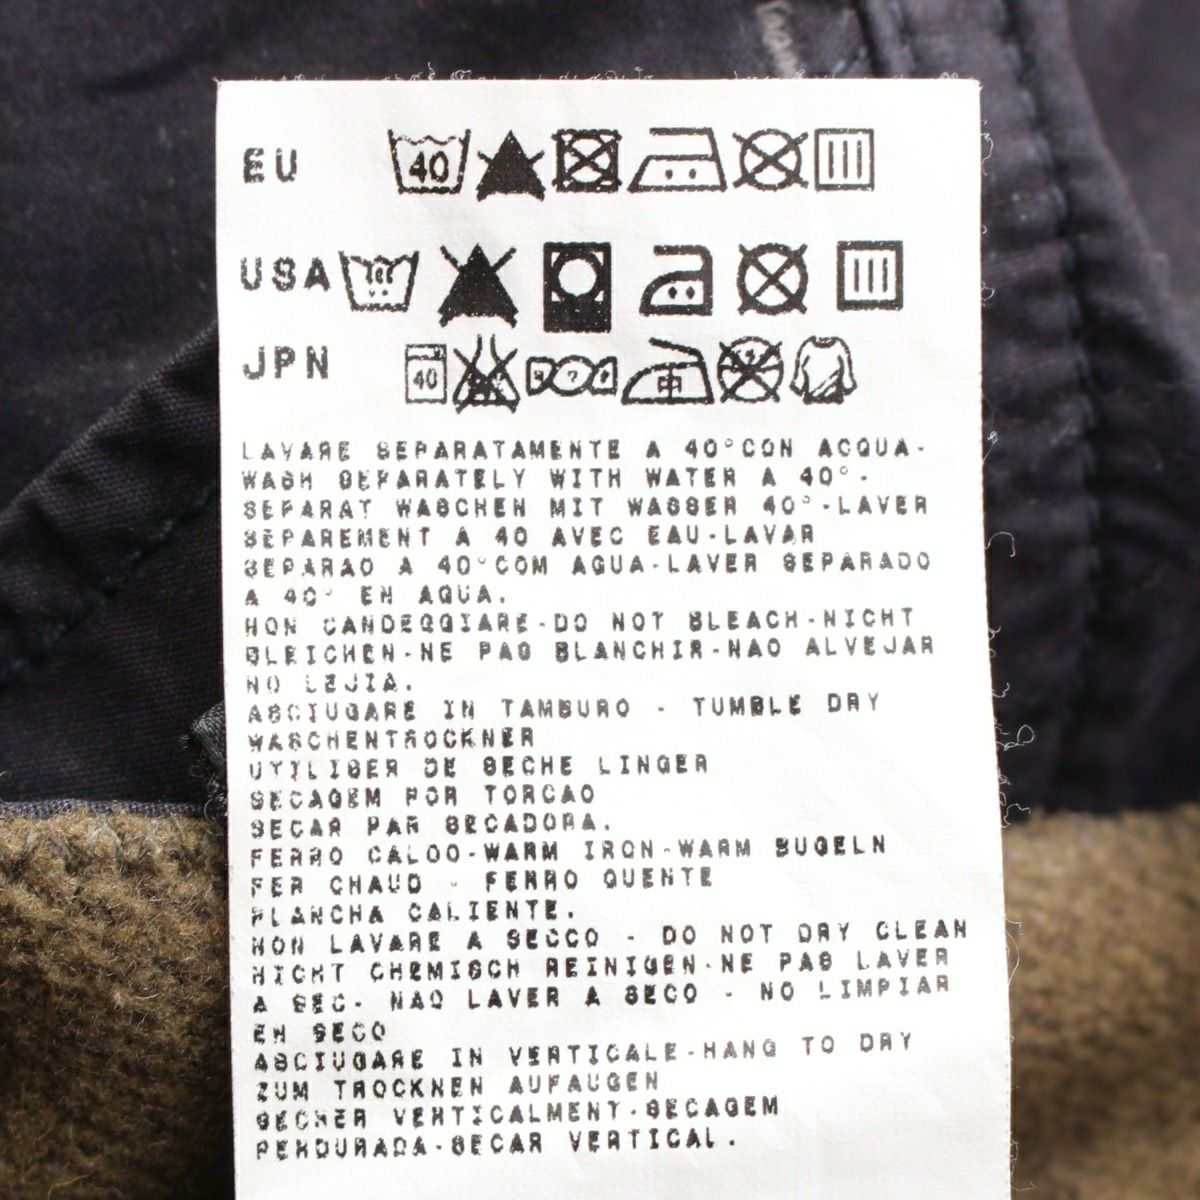 EU 40
USA
JPN 40
LAVARE SEPARATAMENTE A 40°CON ACQUA-
WASH SEPARATELY WITH WATER A 40°-
SEPARAT WASCHEN MIT WASSER 40°-LAVER
SEPAREMENT A 40 AVEC EAU-LAVAR
SEPARAO A 40°COM AGUA-LAVER SEPARADO
A 40° EN AGUA.
NON CANDEGGIARE-DO NOT BLEACH-NICHT
BLEICHEN-NE PAS BLANCHIR-NAO ALVEJAR
NO LEJIA.
ASCIUGARE IN TAMBURO - TUMBLE DRY
WASCHENTROCKNER
UTILISER DE SECHE LINGER
SECAGEM POR TORCAO
SECAR PAR SECADORA.
FERRO CALDO-WARM IRON-WARM BUGELN
FER CHAUD - FERRO QUENTE
PLANCHA CALIENTE.
NON LAVARE A SECCO - DO NOT DRY CLEAN
NICHT CHEMISCH REINIGEN-NE PAS LAVER
A SEC- NAO LAVER A SECO - NO LIMPIAR
EN SECO
ASCIUGARE IN VERTICALE-HANG TO DRY
ZUM TROCKNEN AUFAUGEN
SECHER VERTICALMENT-SECAGEM
PENDURADA-SECAR VERTICAL.